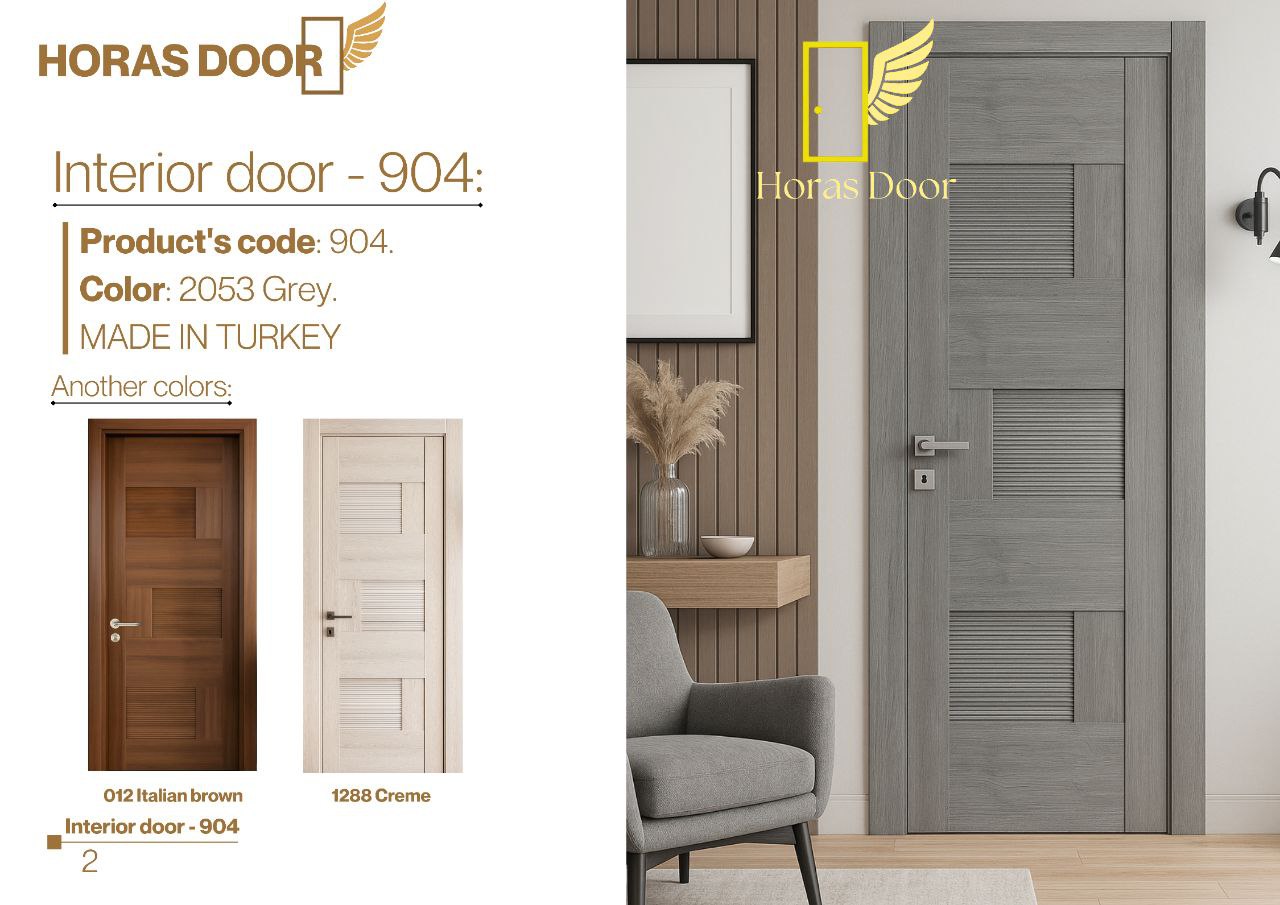 HORAS DOOR
Interior door - 904:
Product's code: 904.
Color: 2053 Grey.
MADE IN TURKEY
Another colors:
012 Italian brown
1288 Creme
Interior door - 904
2
Horas Door